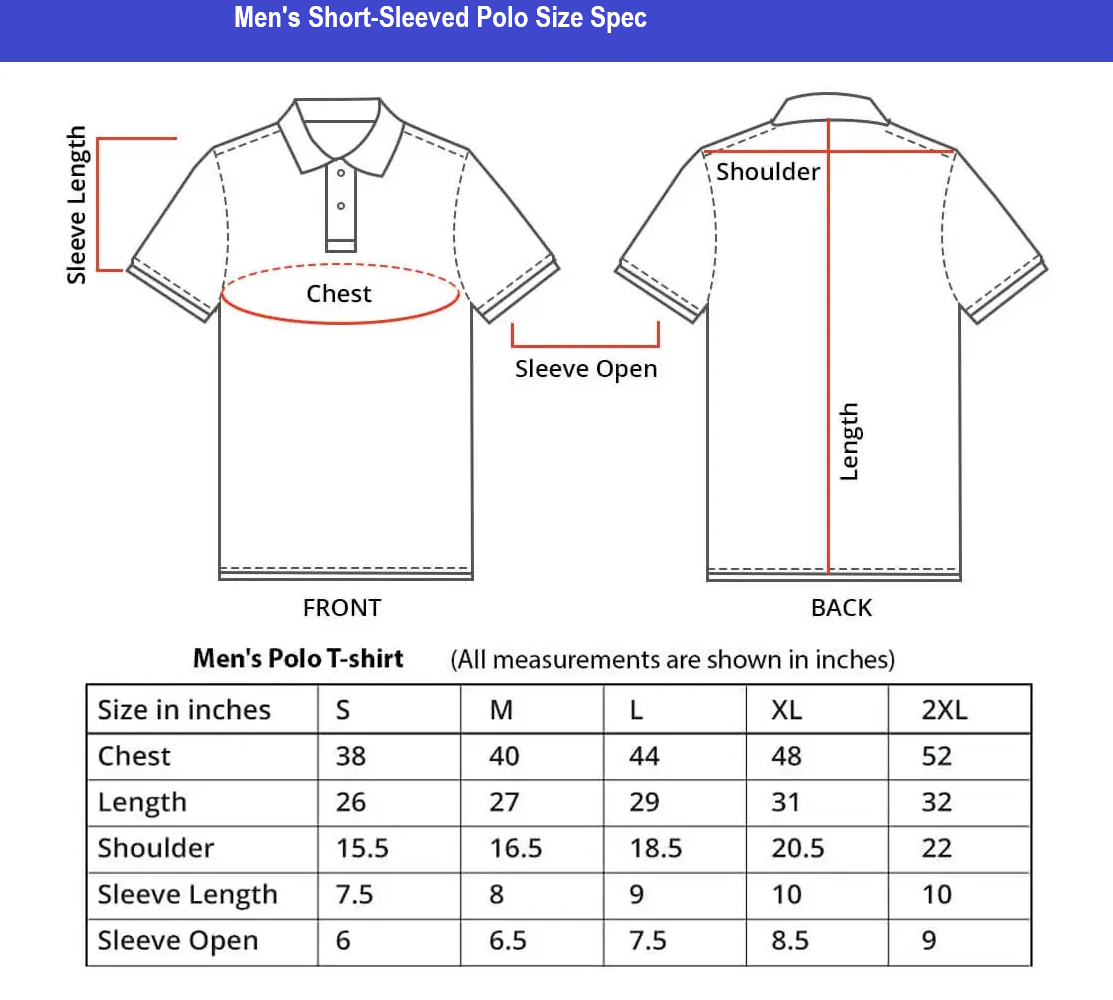 Men's Short-Sleeved Polo Size Spec
Sleeve Length
Chest
Sleeve Open
Shoulder
Length
FRONT
BACK
Men's Polo T-shirt (All measurements are shown in inches)
Size in inches S M L XL 2XL
Chest 38 40 44 48 52
Length 26 27 29 31 32
Shoulder 15.5 16.5 18.5 20.5 22
Sleeve Length 7.5 8 9 10 10
Sleeve Open 6 6.5 7.5 8.5 9